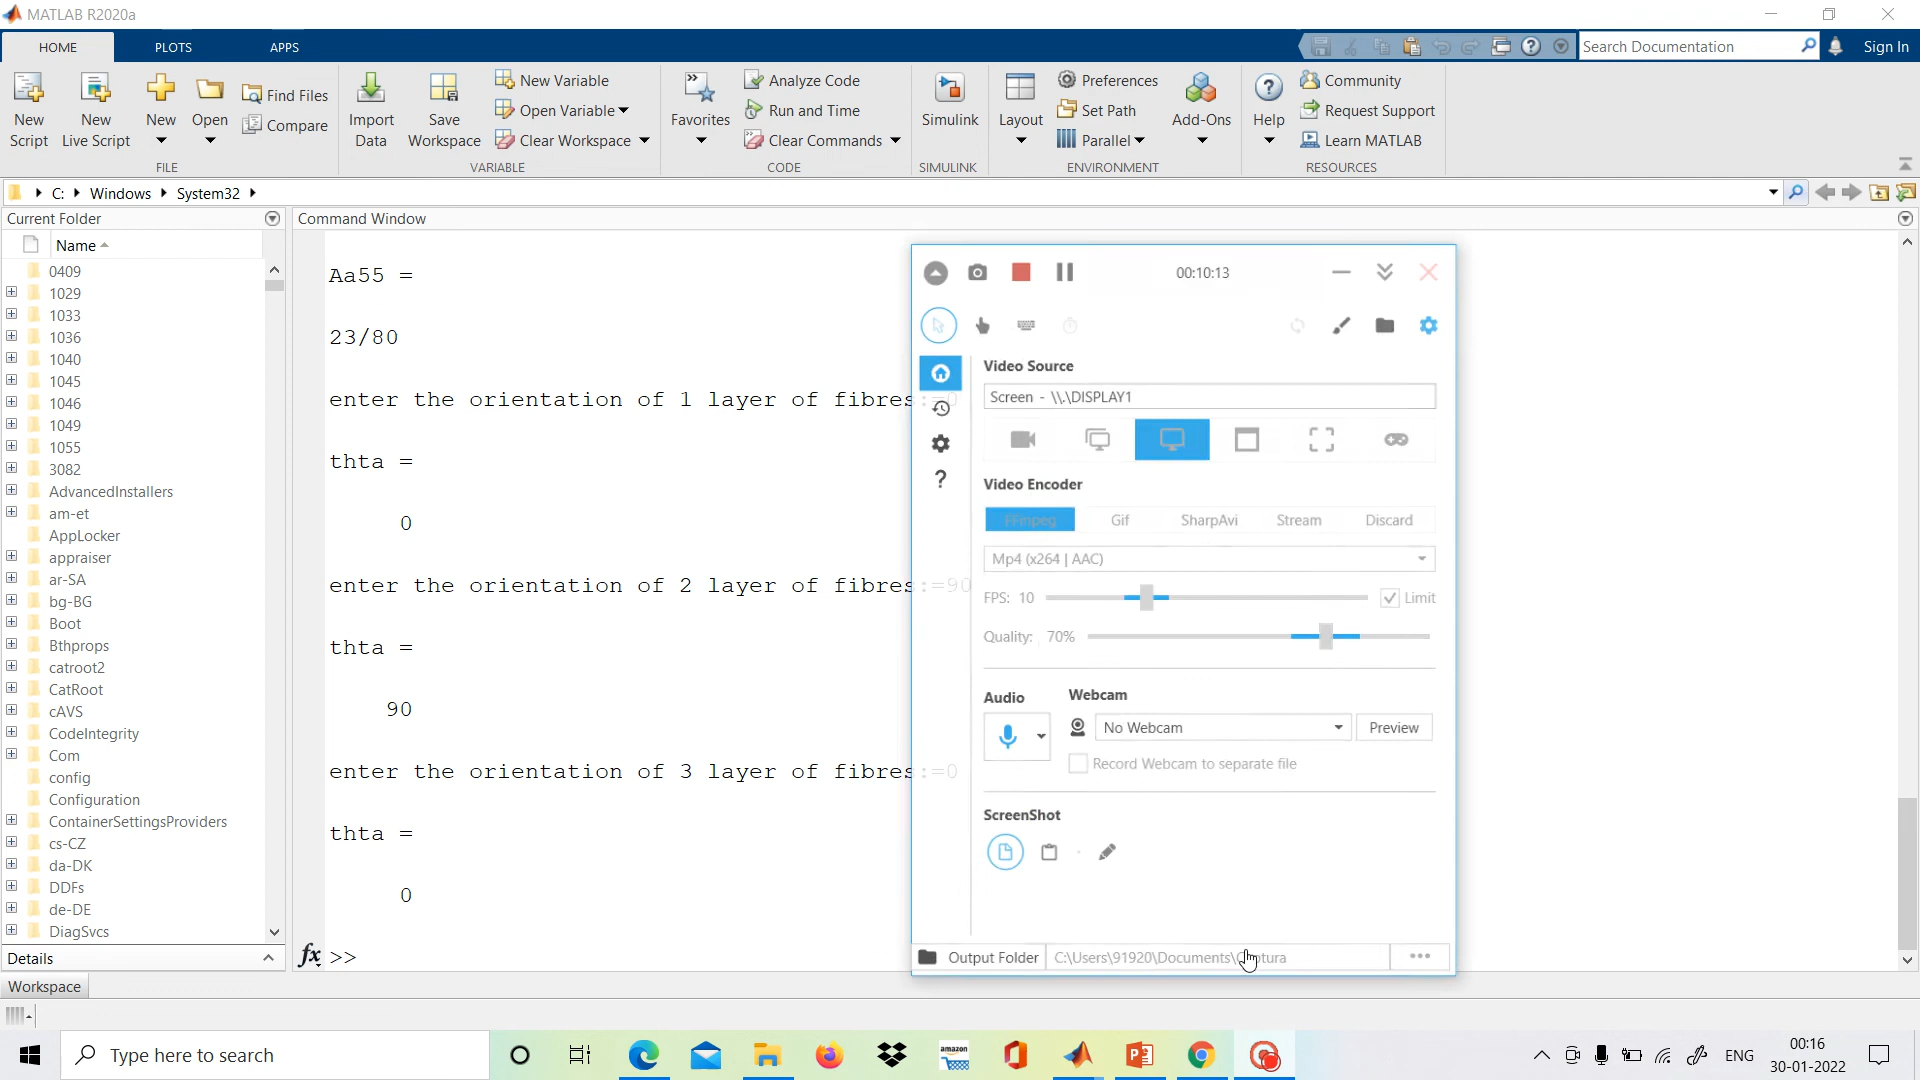 MATLAB R2020a
HOME PLOTS APPS
Search Documentation Sign In
New Script
New Live Script
New
Open
Find Files
Compare
FILE
Import Data
Save Workspace
New Variable
Open Variable
Clear Workspace
VARIABLE
Favorites
Analyze Code
Run and Time
Clear Commands
CODE
Simulink
SIMULINK
Layout
Preferences
Set Path
Parallel
Add-Ons
ENVIRONMENT
Help
Community
Request Support
Learn MATLAB
RESOURCES
C: Windows System32
Current Folder
Name
0409
1029
1033
1036
1040
1045
1046
1049
1055
3082
AdvancedInstallers
am-et
AppLocker
appraiser
ar-SA
bg-BG
Boot
Bthprops
catroot2
CatRoot
cAVS
CodeIntegrity
Com
config
Configuration
ContainerSettingsProviders
cs-CZ
da-DK
DDFs
de-DE
DiagSvcs
Details
Workspace
Command Window
Aa55 =
23/80
enter the orientation of 1 layer of fibres:=0
thta =
0
enter the orientation of 2 layer of fibres:=90
thta =
90
enter the orientation of 3 layer of fibres:=0
thta =
0
fx >>
00:10:13
Video Source
Screen - \\.\DISPLAY1
Video Encoder
FFmpeg Gif SharpAvi Stream Discard
Mp4 (x264 | AAC)
FPS: 10 Limit
Quality: 70%
Audio Webcam
No Webcam Preview
Record Webcam to separate file
ScreenShot
Output Folder C:\Users\91920\Documents\Captura
Type here to search
amazon
ENG
00:16
30-01-2022